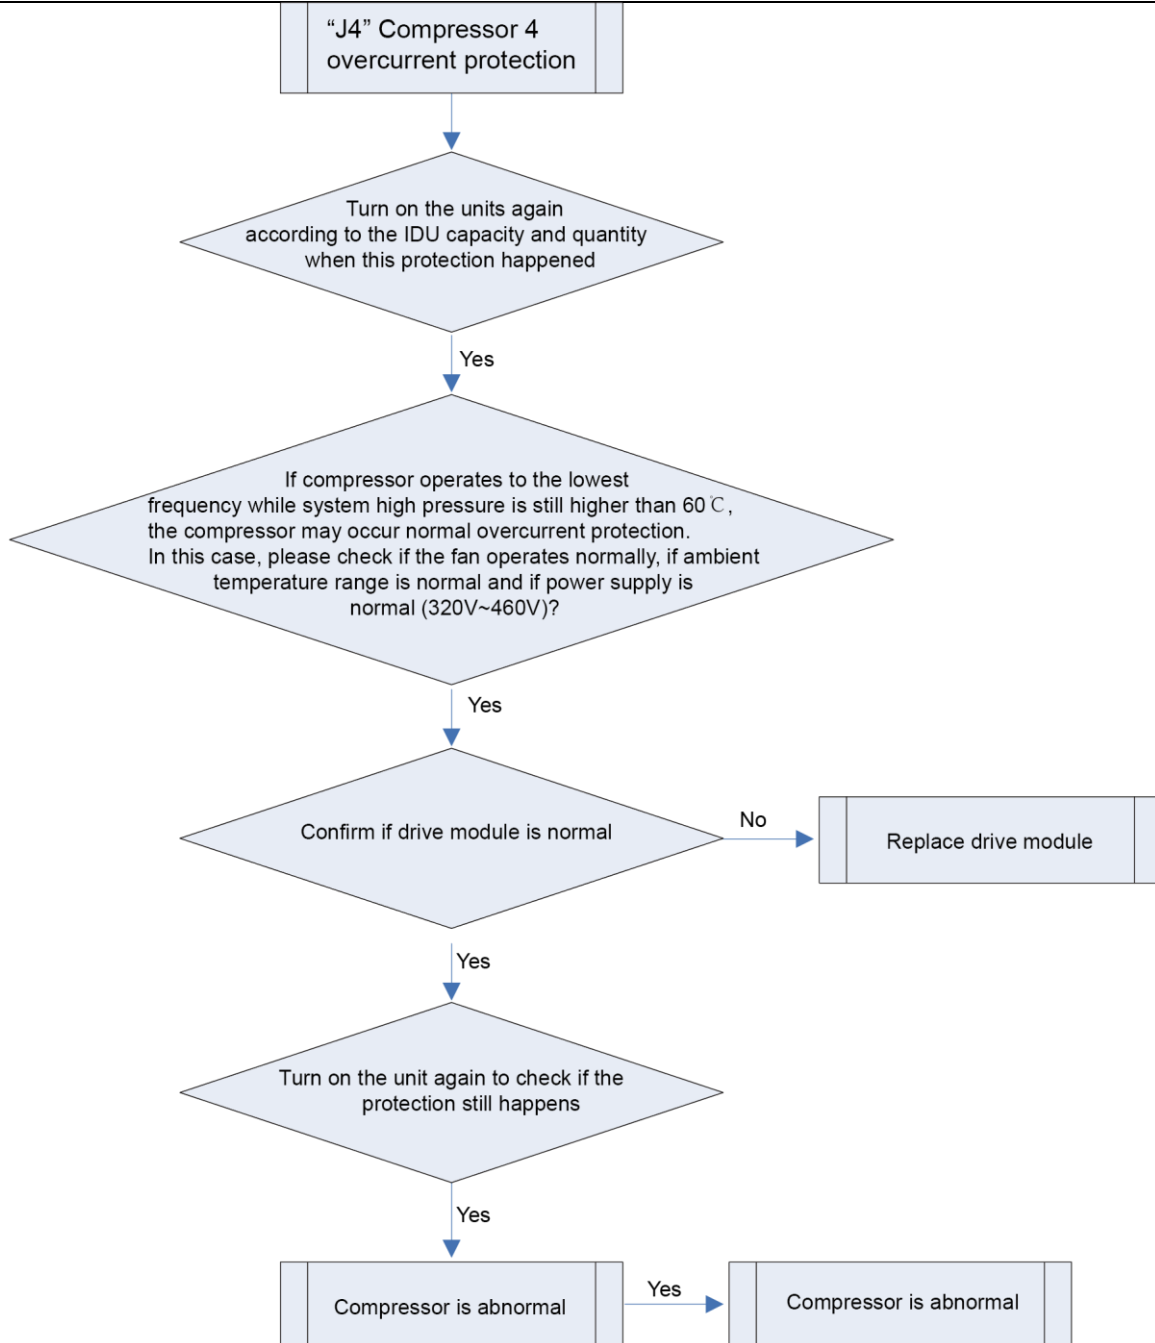 “J4” Compressor 4
overcurrent protection
Turn on the units again
according to the IDU capacity and quantity
when this protection happened
Yes
If compressor operates to the lowest
frequency while system high pressure is still higher than 60℃,
the compressor may occur normal overcurrent protection.
In this case, please check if the fan operates normally, if ambient
temperature range is normal and if power supply is
normal (320V~460V)?
Yes
Confirm if drive module is normal
No
Replace drive module
Yes
Turn on the unit again to check if the
protection still happens
Yes
Compressor is abnormal
Yes
Compressor is abnormal